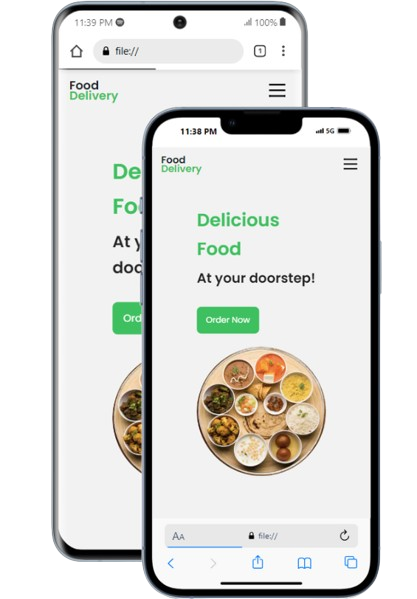 11:39 PM
100%
file://
1
Food
Delivery
De
Fo
At y
doo
Ord
11:38 PM
5G
Food
Delivery
Delicious
Food
At your doorstep!
Order Now
AA
file://